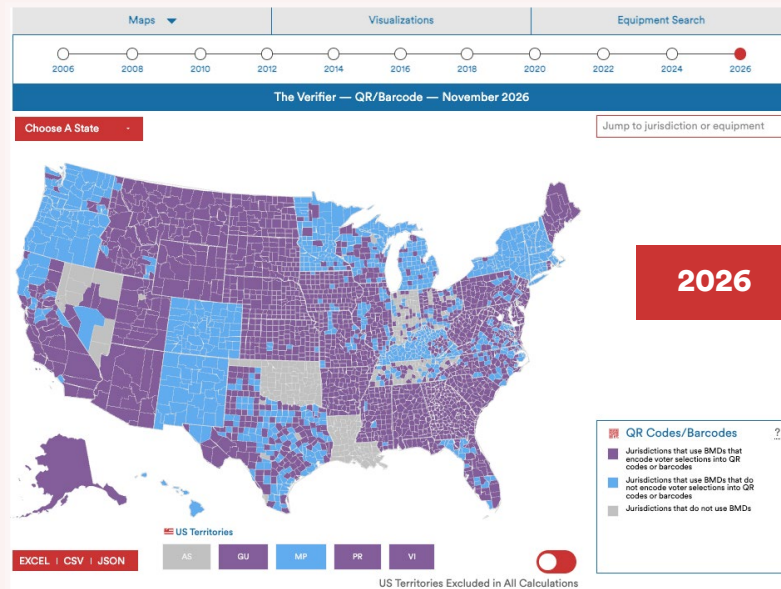 Maps
Visualizations
Equipment Search
2006
2008
2010
2012
2014
2016
2018
2020
2022
2024
2026
The Verifier — QR/Barcode — November 2026
Choose A State
Jump to jurisdiction or equipment
2026
QR Codes/Barcodes
?
Jurisdictions that use BMDs that
encode voter selections into QR
codes or barcodes
Jurisdictions that use BMDs that do
not encode voter selections into QR
codes or barcodes
Jurisdictions that do not use BMDs
US Territories
AS
GU
MP
PR
VI
EXCEL | CSV | JSON
US Territories Excluded in All Calculations